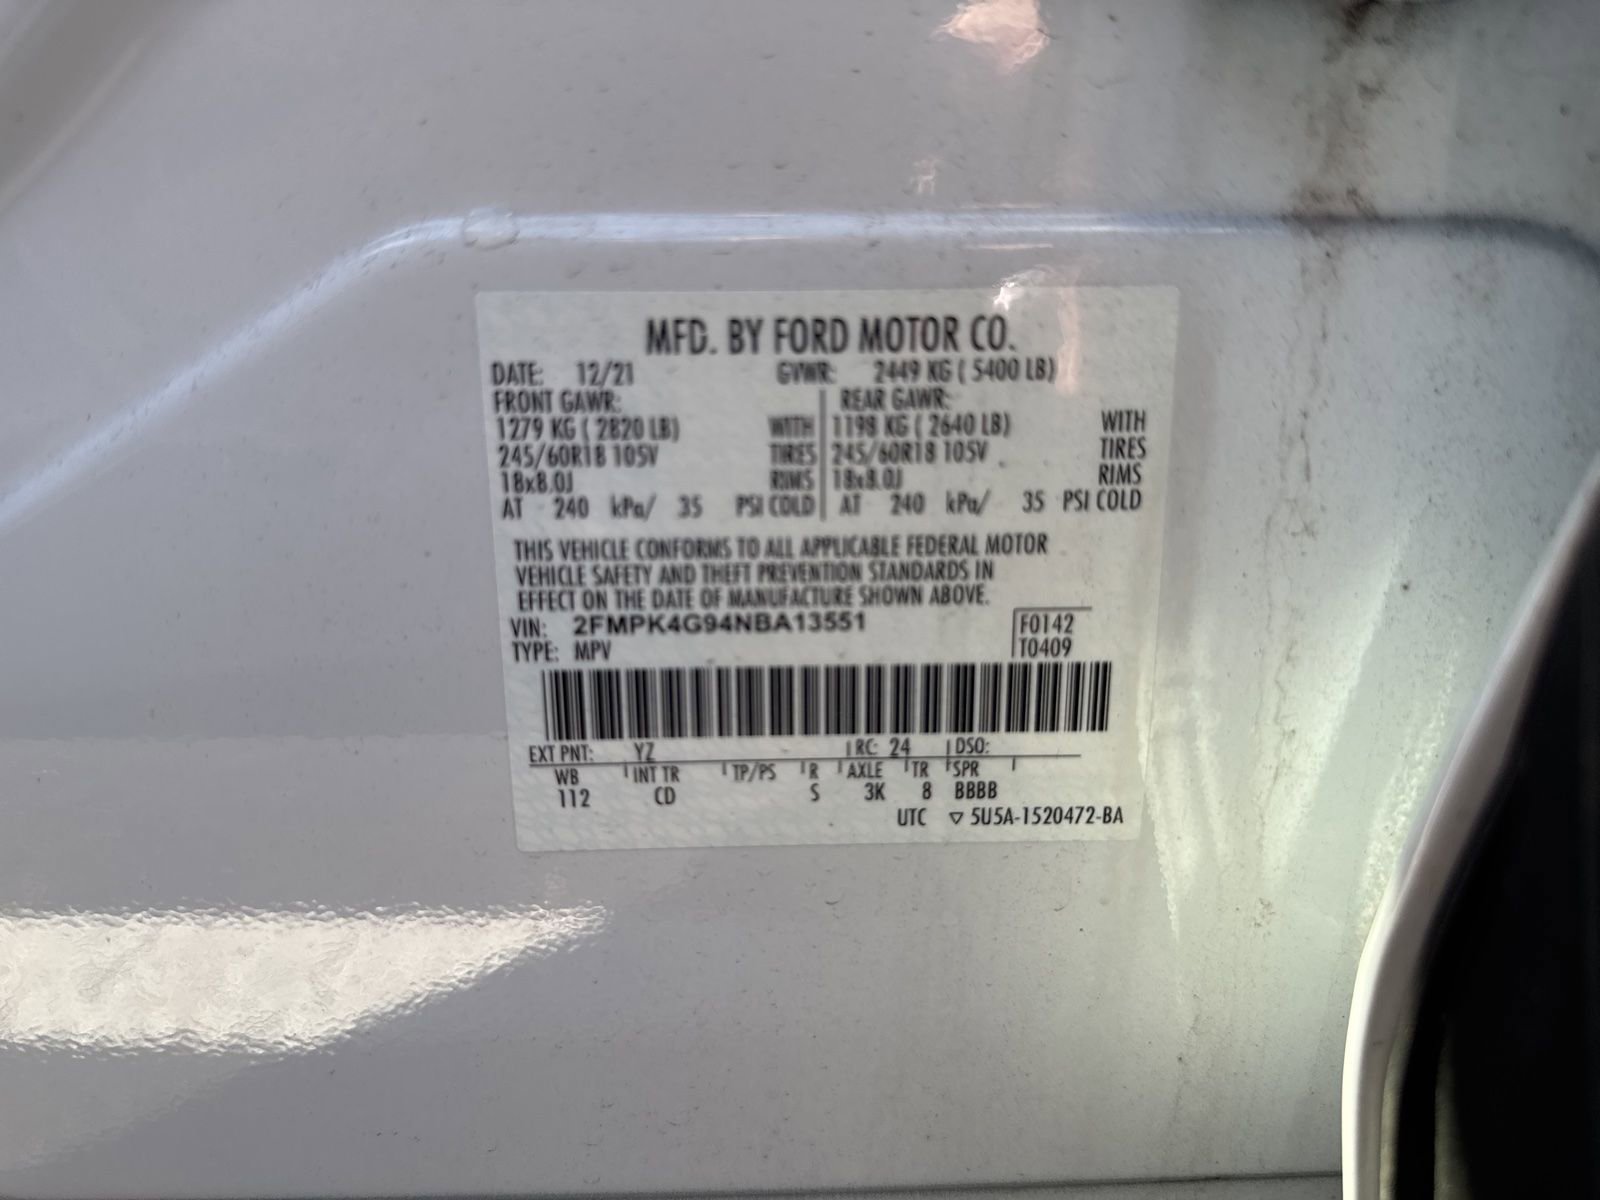 MFD. BY FORD MOTOR CO.
DATE: 12/21 GVWR: 2449 KG ( 5400 LB)
FRONT GAWR: REAR GAWR:
1279 KG ( 2820 LB) WITH 1198 KG ( 2640 LB) WITH
245/60R18 105V TIRES 245/60R18 105V TIRES
18x8.0J RIMS 18x8.0J RIMS
AT 240 kPa/ 35 PSI COLD AT 240 kPa/ 35 PSI COLD
THIS VEHICLE CONFORMS TO ALL APPLICABLE FEDERAL MOTOR
VEHICLE SAFETY AND THEFT PREVENTION STANDARDS IN
EFFECT ON THE DATE OF MANUFACTURE SHOWN ABOVE.
VIN: 2FMPK4G94NBA13551 F0142
TYPE: MPV T0409
EXT PNT: YZ RC: 24 DSO:
WB INT TR TP/PS R AXLE TR SPR
112 CD S 3K 8 BBBB
UTC ▽ 5U5A-1520472-BA